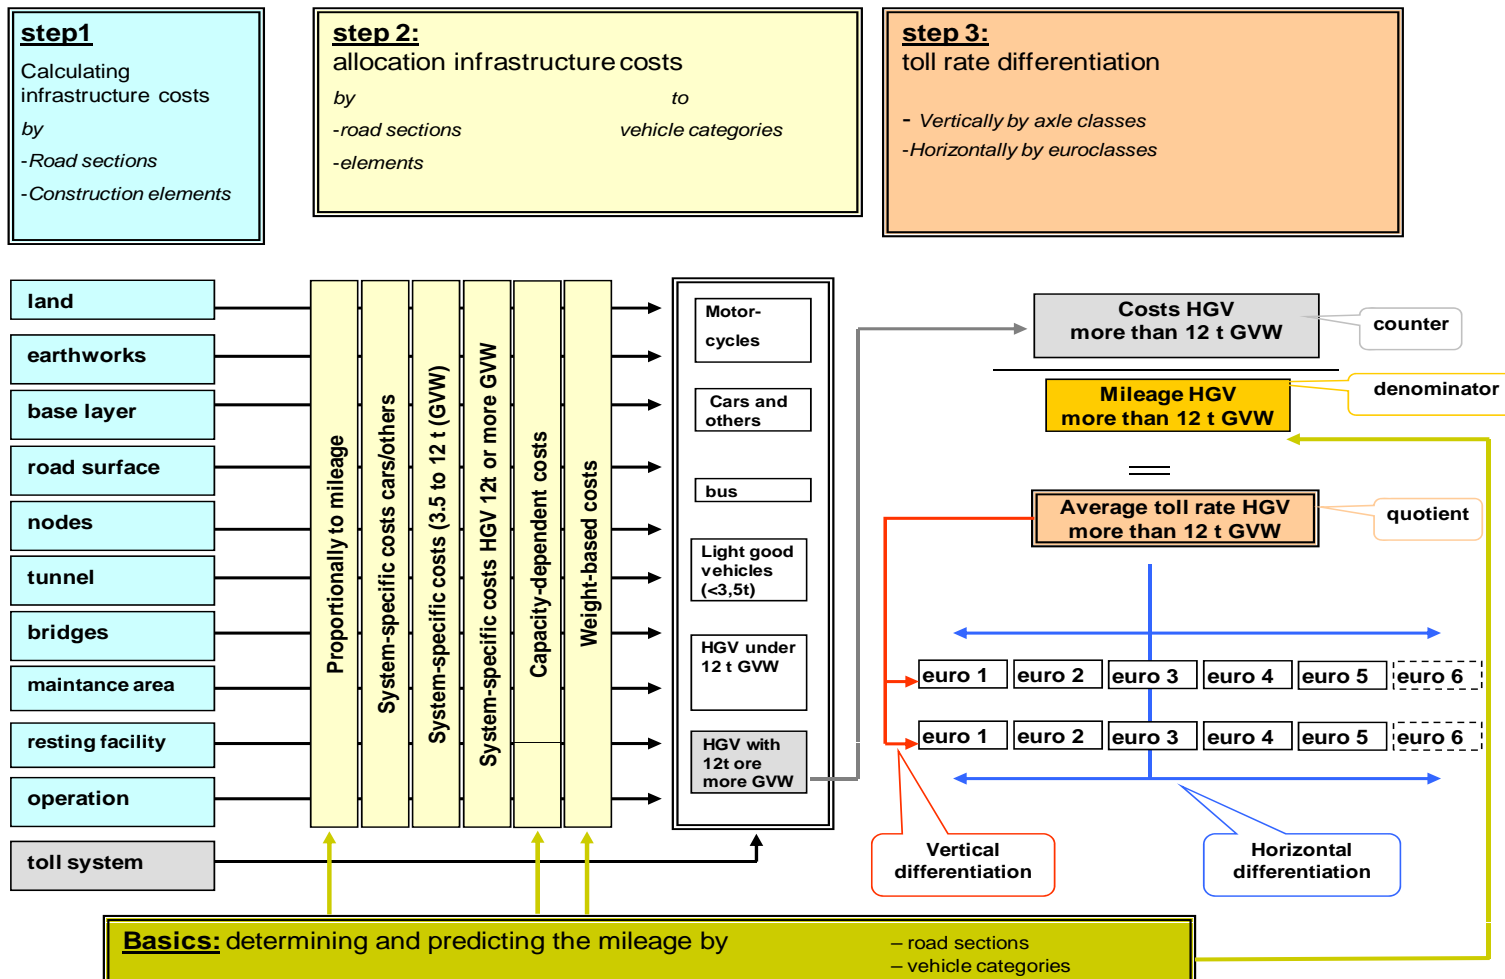 step1
Calculating
infrastructure costs
by
-Road sections
-Construction elements
step 2:
allocation infrastructure costs
by to
-road sections vehicle categories
-elements
step 3:
toll rate differentiation
- Vertically by axle classes
-Horizontally by euroclasses
land
earthworks
base layer
road surface
nodes
tunnel
bridges
maintance area
resting facility
operation
toll system
Proportionally to mileage
System-specific costs cars/others
System-specific costs (3.5 to 12 t (GVW)
System-specific costs HGV 12t or more GVW
Capacity-dependent costs
Weight-based costs
Motor-
cycles
Cars and
others
bus
Light good
vehicles
(<3,5t)
HGV under
12 t GVW
HGV with
12t ore
more GVW
Costs HGV
more than 12 t GVW
counter
Mileage HGV
more than 12 t GVW
denominator
=
Average toll rate HGV
more than 12 t GVW
quotient
euro 1 euro 2 euro 3 euro 4 euro 5 euro 6
euro 1 euro 2 euro 3 euro 4 euro 5 euro 6
Vertical
differentiation
Horizontal
differentiation
Basics: determining and predicting the mileage by – road sections
– vehicle categories